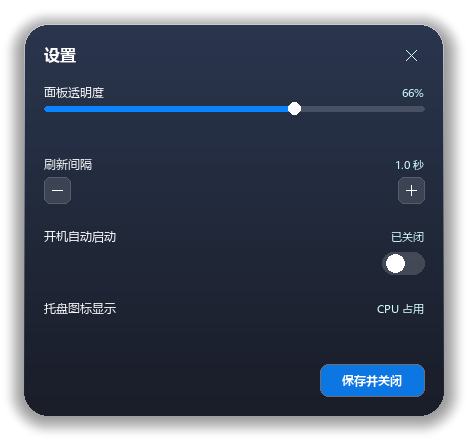 设置
面板透明度 66%
刷新间隔 1.0 秒
开机自动启动 已关闭
托盘图标显示 CPU 占用
保存并关闭